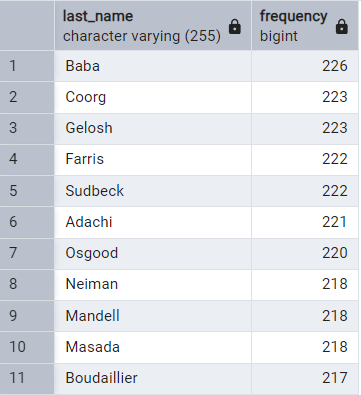 last_name frequency
character varying (255) bigint
1 Baba 226
2 Coorg 223
3 Gelosh 223
4 Farris 222
5 Sudbeck 222
6 Adachi 221
7 Osgood 220
8 Neiman 218
9 Mandell 218
10 Masada 218
11 Boudaillier 217